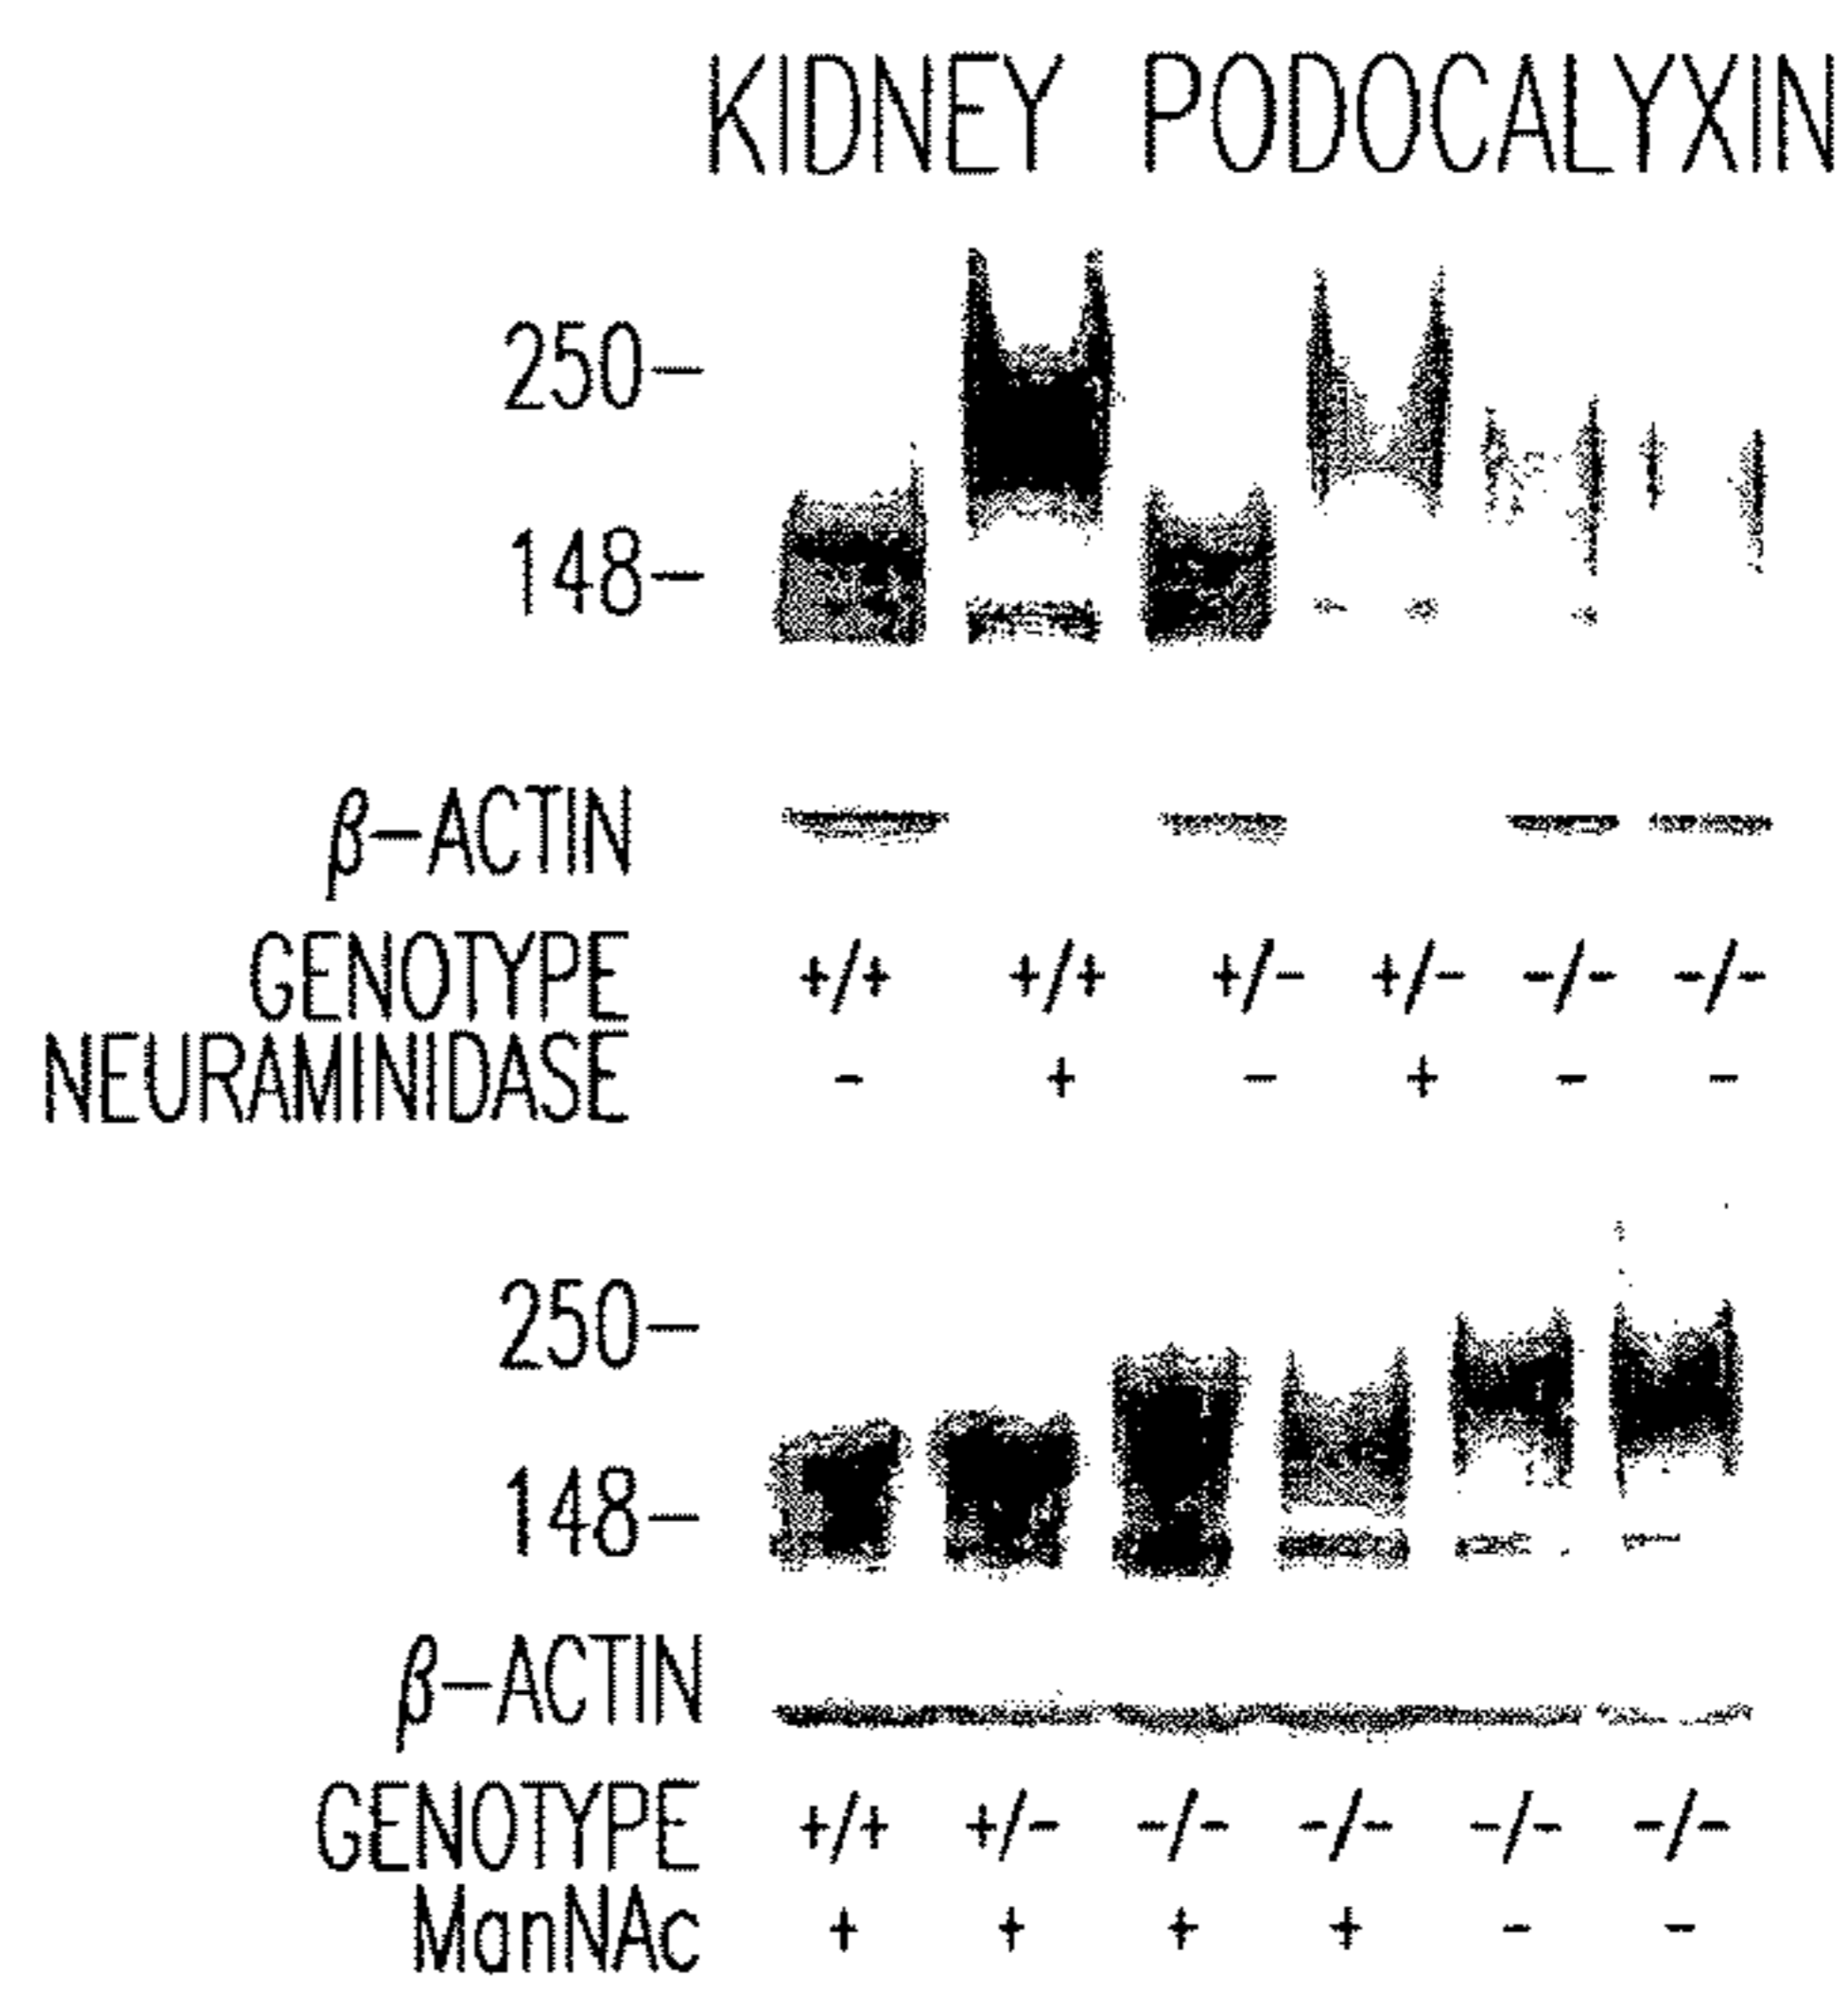 KIDNEY PODOCALYXIN
250-
148-
β-ACTIN
GENOTYPE +/+ +/+ +/- +/- -/- -/-
NEURAMINIDASE - + - + - -
250-
148-
β-ACTIN
GENOTYPE +/+ +/- -/- -/- -/- -/-
ManNAc + + + + - -